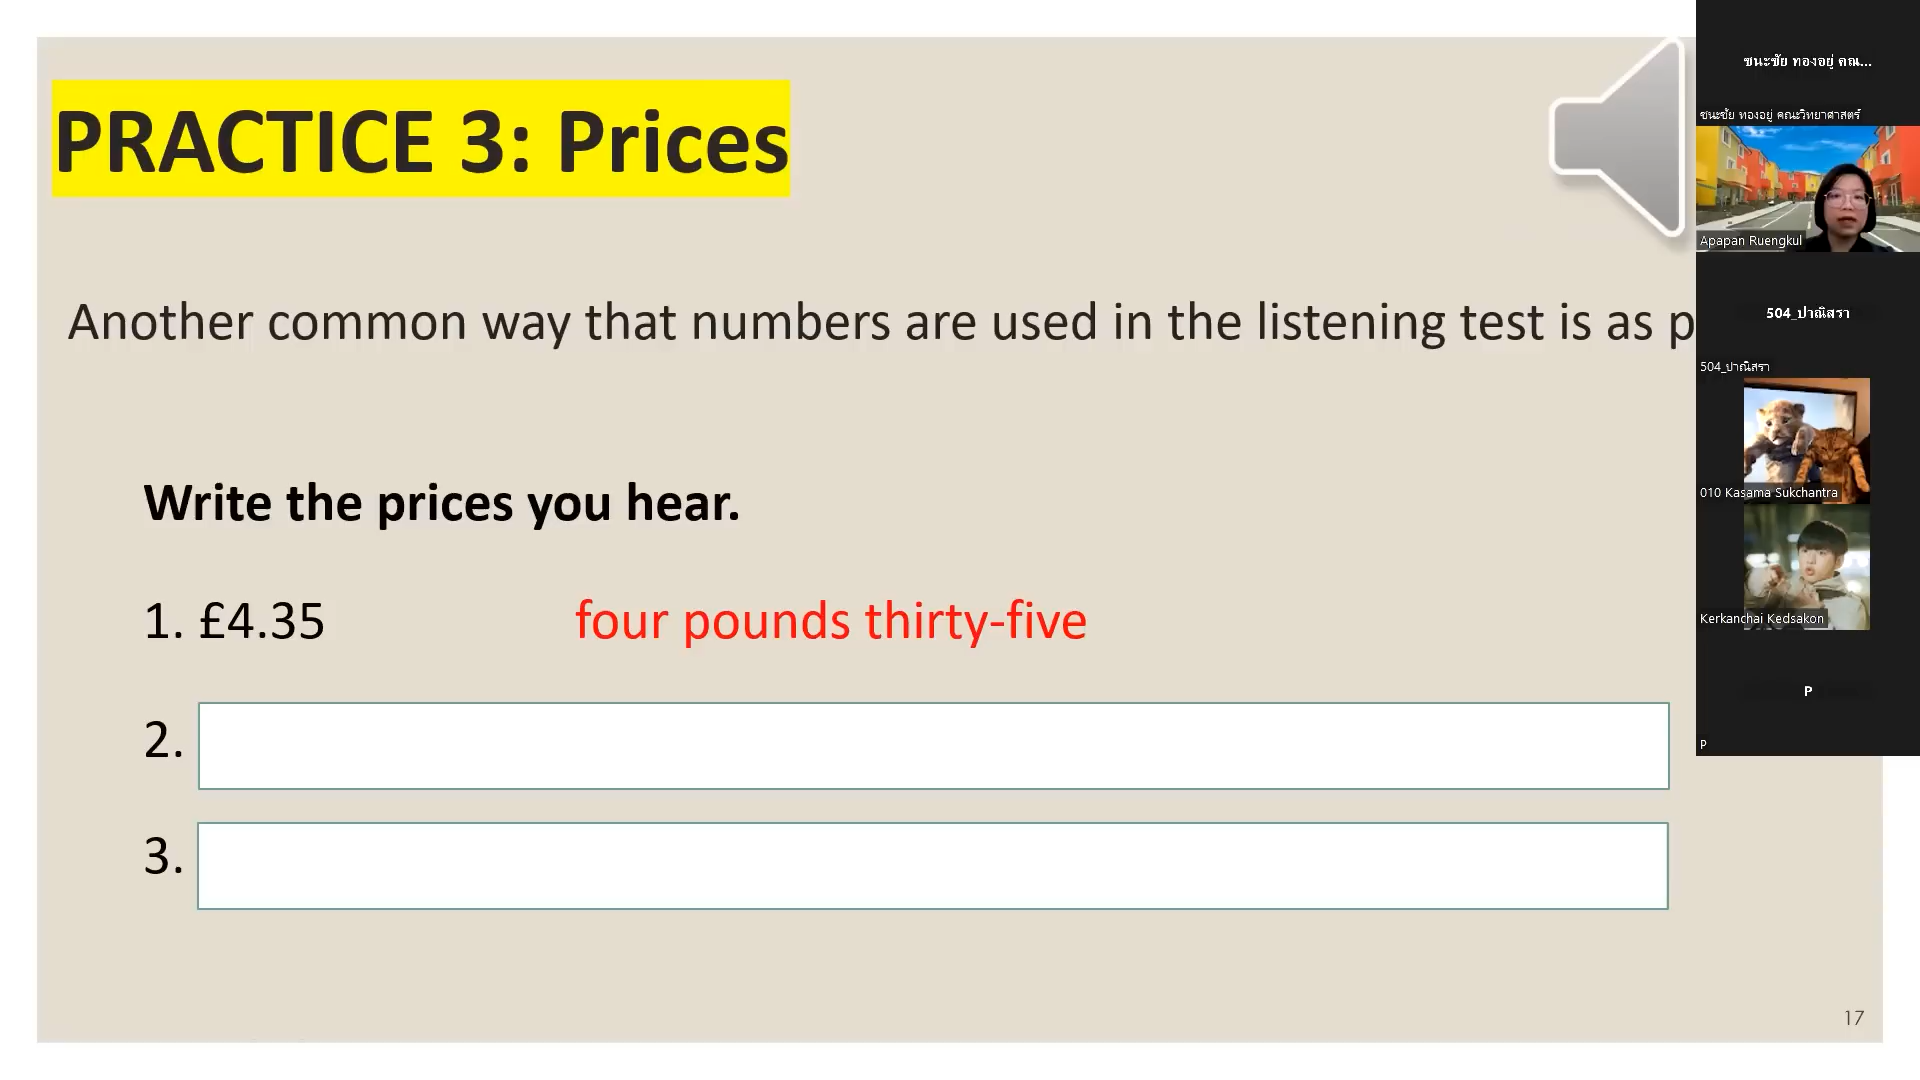 PRACTICE 3: Prices
Another common way that numbers are used in the listening test is as p
Write the prices you hear.
1. £4.35 four pounds thirty-five
2.
3.
17
ชนะชัย ทองอยู่ คณ...
ชนะชัย ทองอยู่ คณะวิทยาศาสตร์
Apapan Ruengkul
504_ปาณิสรา
504_ปาณิสรา
010 Kasama Sukchantra
Kerkanchai Kedsakon
P
P